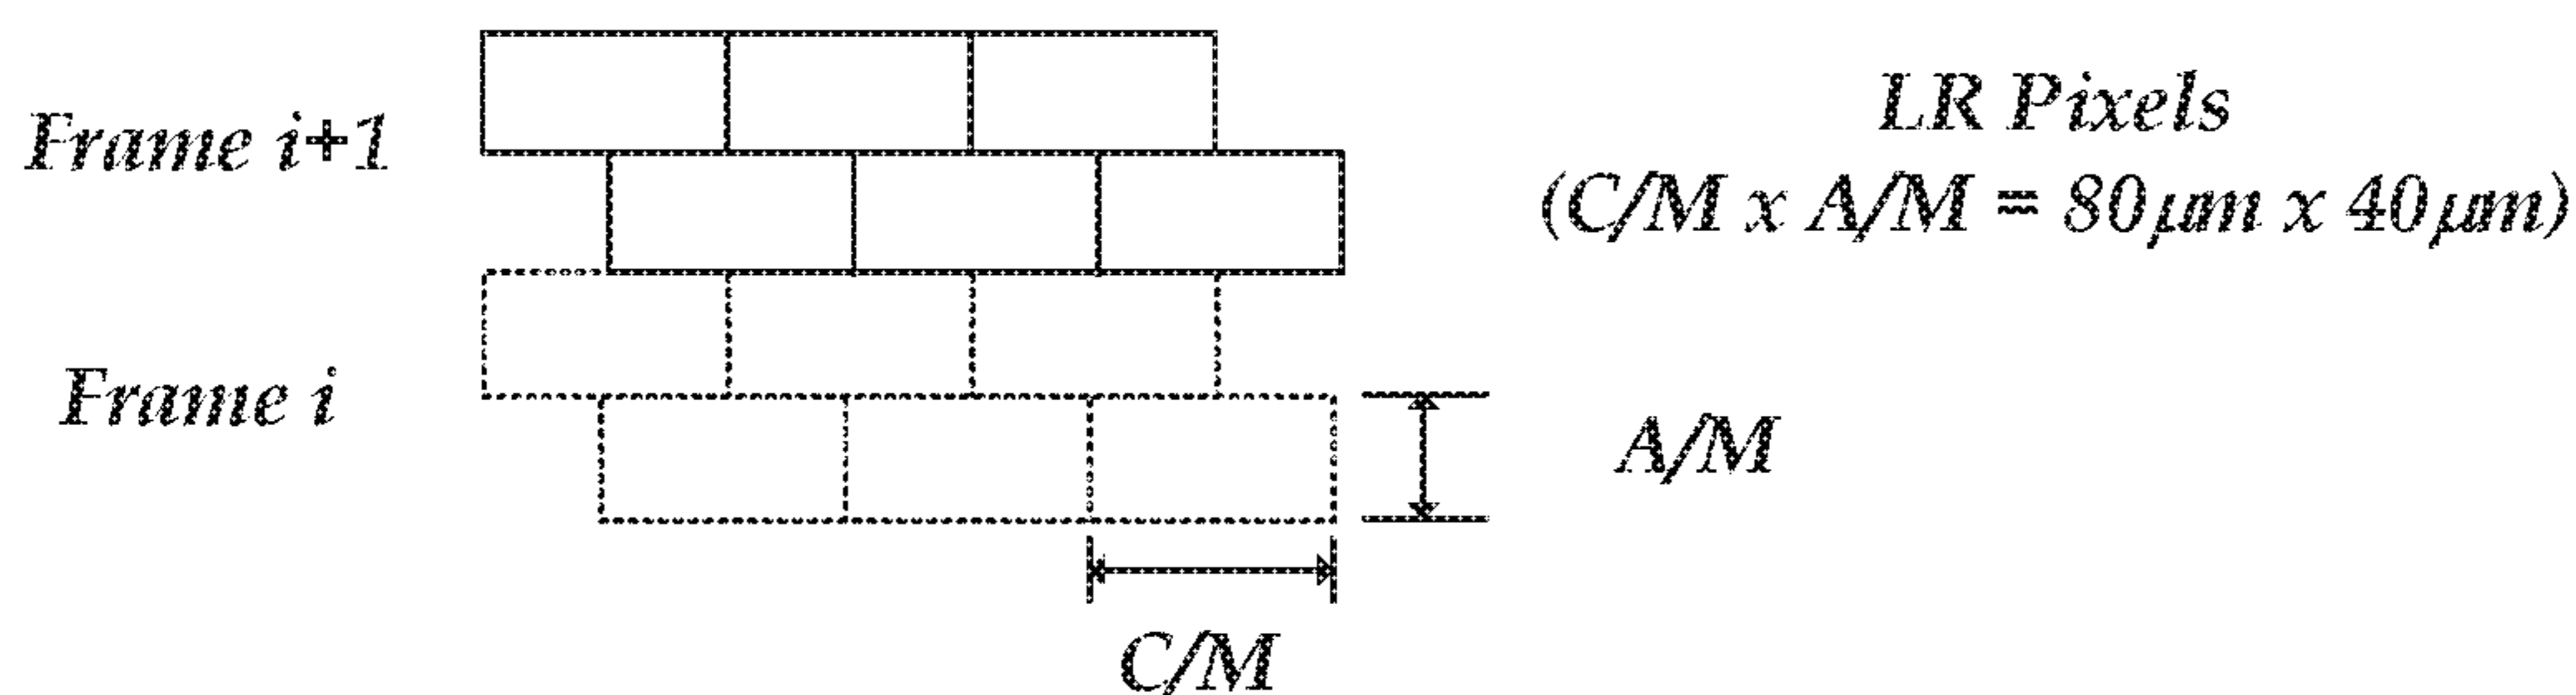 Frame i+1
LR Pixels
(C/M x A/M = 80μm x 40μm)
Frame i
A/M
C/M